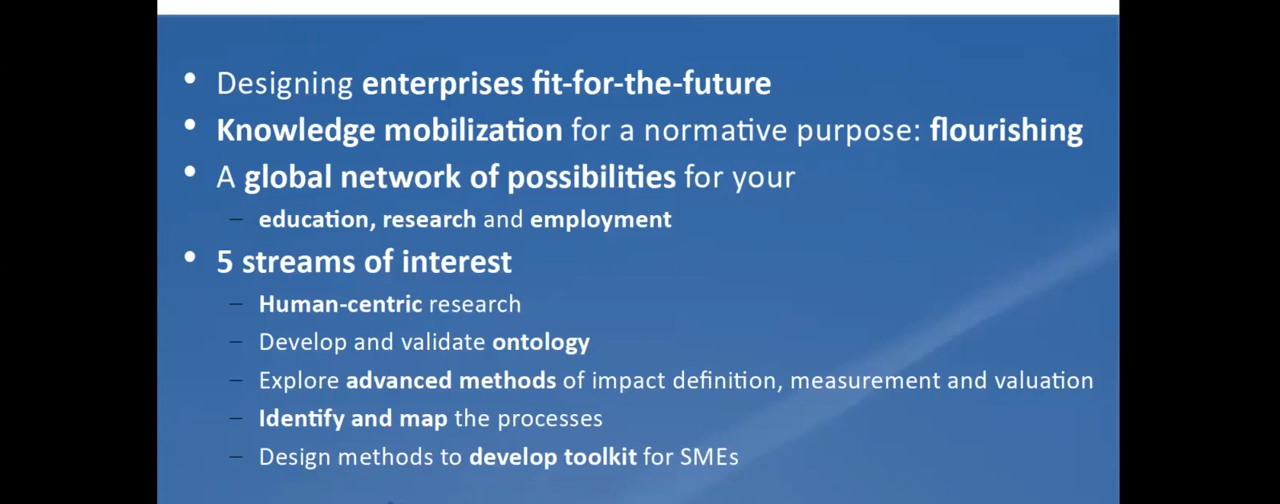 • Designing enterprises fit-for-the-future
• Knowledge mobilization for a normative purpose: flourishing
• A global network of possibilities for your
– education, research and employment
• 5 streams of interest
– Human-centric research
– Develop and validate ontology
– Explore advanced methods of impact definition, measurement and valuation
– Identify and map the processes
– Design methods to develop toolkit for SMEs